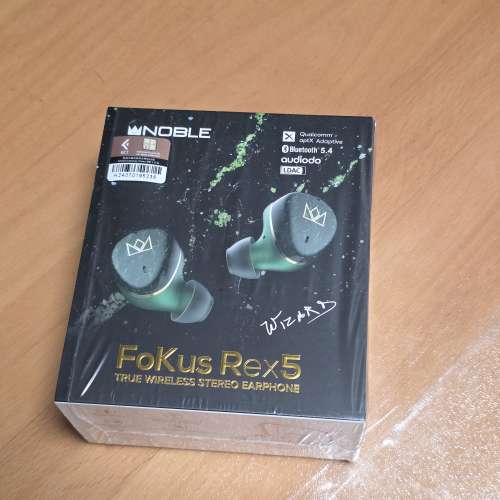 NOBLE
Qualcomm
aptX Adaptive
Bluetooth 5.4
audiodo
LDAC
Wizard
FoKus Rex5
TRUE WIRELESS STEREO EARPHONE